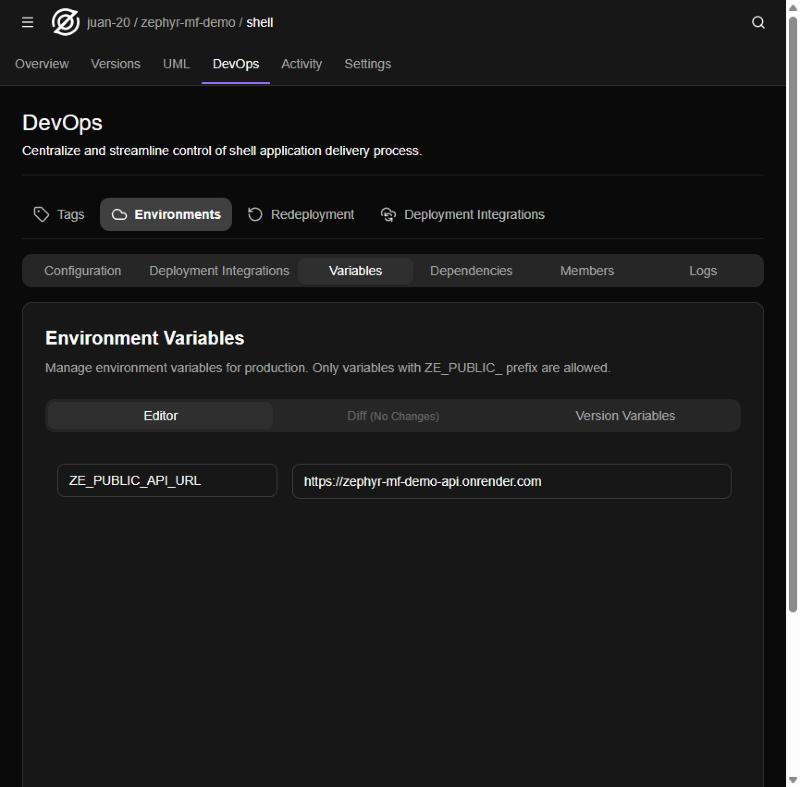 juan-20 / zephyr-mf-demo / shell
Overview Versions UML DevOps Activity Settings
DevOps
Centralize and streamline control of shell application delivery process.
Tags Environments Redeployment Deployment Integrations
Configuration Deployment Integrations Variables Dependencies Members Logs
Environment Variables
Manage environment variables for production. Only variables with ZE_PUBLIC_ prefix are allowed.
Editor Diff (No Changes) Version Variables
ZE_PUBLIC_API_URL https://zephyr-mf-demo-api.onrender.com